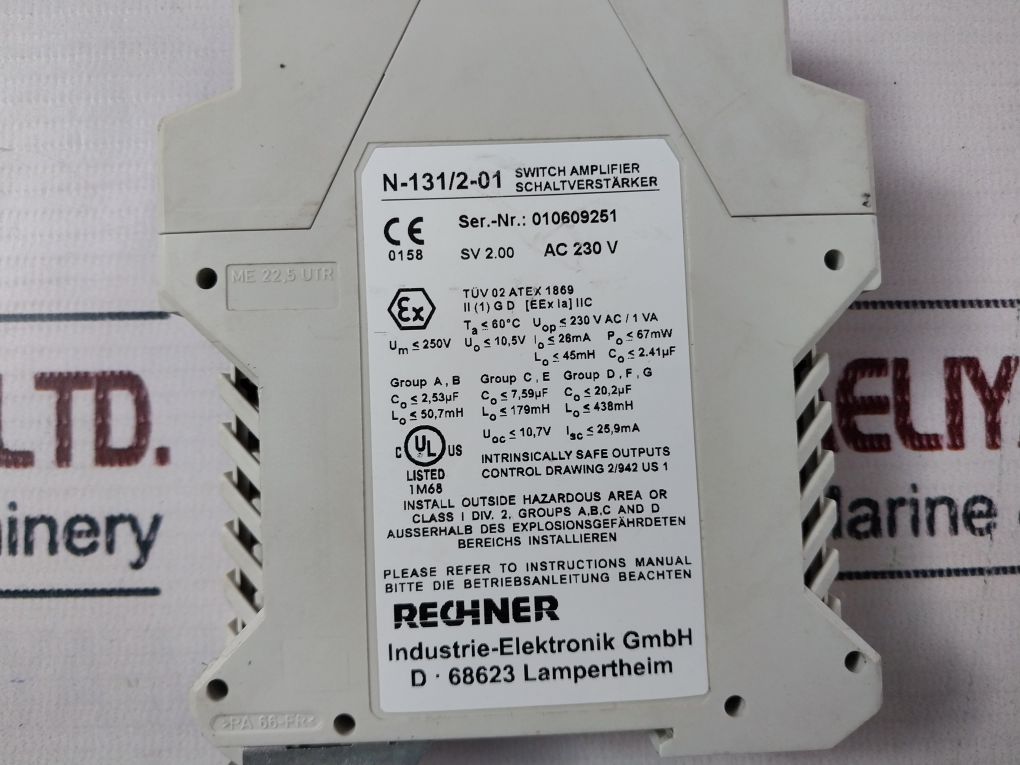 N-131/2-01 SWITCH AMPLIFIER
SCHALTVERSTÄRKER
CE
0158
Ser.-Nr.: 010609251
SV 2.00 AC 230 V
ME 22,5 UTR
Ex
TÜV 02 ATEX 1869
II (1) G D [EEx Ia] IIC
Ta ≤ 60°C Uop ≤ 230 V AC / 1 VA
Um ≤ 250V Uo ≤ 10,5V Io ≤ 26mA Po ≤ 67mW
Lo ≤ 45mH Co ≤ 2.41µF
Group A , B Group C , E Group D , F , G
Co ≤ 2,53µF Co ≤ 7,59µF Co ≤ 20,2µF
Lo ≤ 50,7mH Lo ≤ 179mH Lo ≤ 438mH
Uoc ≤ 10,7V Isc ≤ 25,9mA
C UL US
LISTED
1M68
INTRINSICALLY SAFE OUTPUTS
CONTROL DRAWING 2/942 US 1
INSTALL OUTSIDE HAZARDOUS AREA OR
CLASS I DIV. 2, GROUPS A,B,C AND D
AUSSERHALB DES EXPLOSIONSGEFÄHRDETEN
BEREICHS INSTALLIEREN
PLEASE REFER TO INSTRUCTIONS MANUAL
BITTE DIE BETRIEBSANLEITUNG BEACHTEN
RECHNER
Industrie-Elektronik GmbH
D · 68623 Lampertheim
>PA 66-FR<
LTD.
hinery
ELIY
Marine